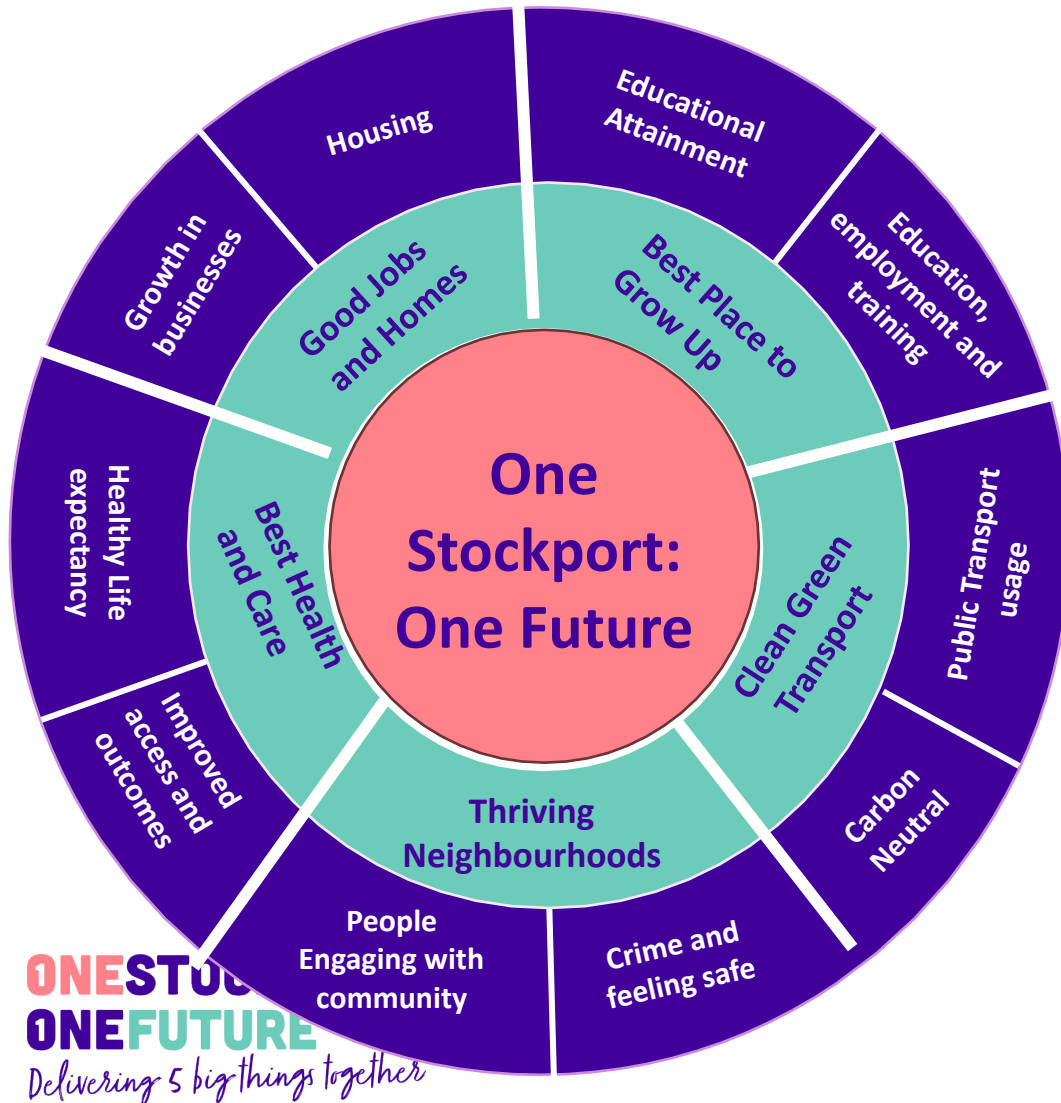 One
Stockport:
One Future
Best Place to
Grow Up
Educational
Attainment
Education,
employment and
training
Clean Green
Transport
Public Transport
usage
Carbon
Neutral
Thriving
Neighbourhoods
Crime and
feeling safe
People
Engaging with
community
Best Health
and Care
Improved
access and
outcomes
Healthy Life
expectancy
Good Jobs
and Homes
Growth in
businesses
Housing
ONE
ONEFUTURE
Delivering 5 big things together